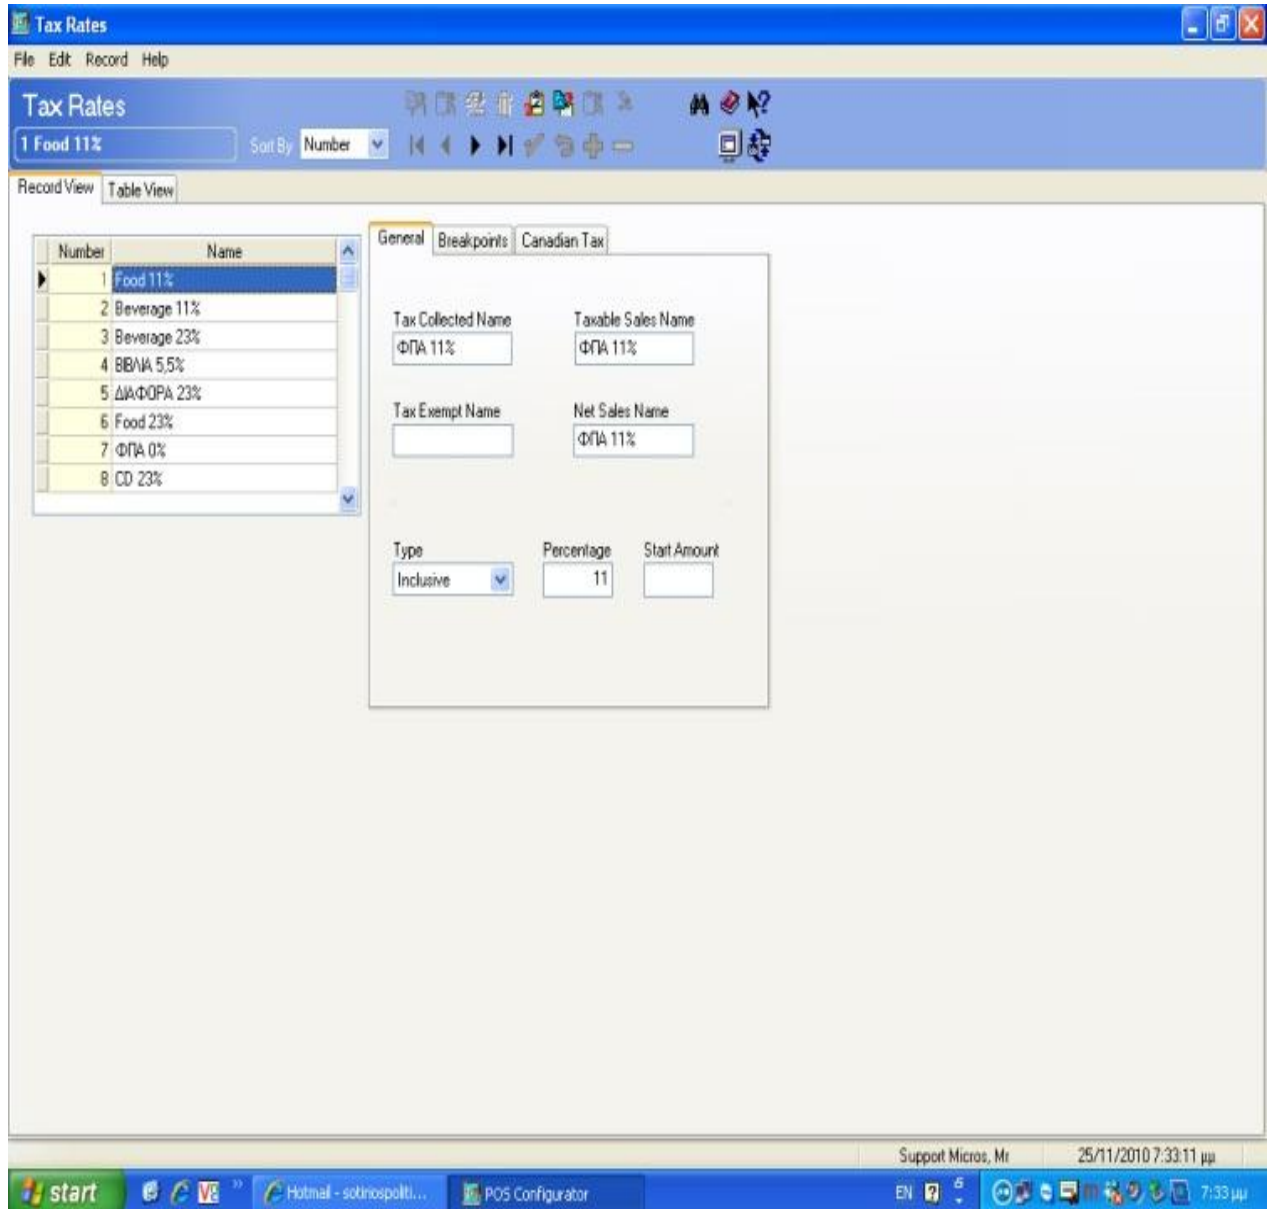 Tax Rates
File Edit Record Help
Tax Rates
1 Food 11% Sort By Number
Record View Table View
Number Name
1 Food 11%
2 Beverage 11%
3 Beverage 23%
4 ΒΙΒΛΙΑ 5,5%
5 ΔΙΑΦΟΡΑ 23%
6 Food 23%
7 ΦΠΑ 0%
8 CD 23%
General Breakpoints Canadian Tax
Tax Collected Name Taxable Sales Name
ΦΠΑ 11% ΦΠΑ 11%
Tax Exempt Name Net Sales Name
ΦΠΑ 11%
Type Percentage Start Amount
Inclusive 11
Support Micros, Mr 25/11/2010 7:33:11 μμ
start Hotmail - sotiriospoliti... POS Configurator EN 7:33 μμ